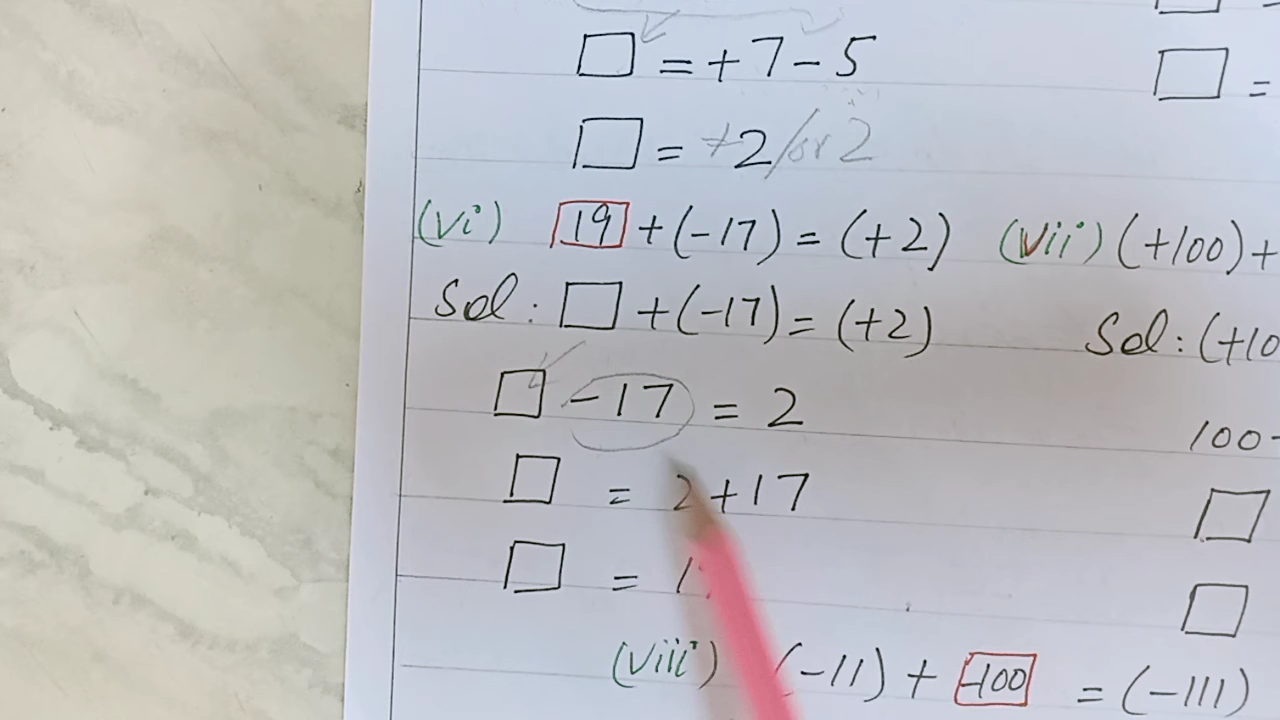 □ = +7 - 5
□ =
□ = +2/or 2
(vi) 19 + (-17) = (+2) (vii) (+100) +
Sol: □ + (-17) = (+2) Sol: (+10
□ - 17 = 2 100-
□ = 2 + 17 □
□ = □
(viii) (-11) + -100 = (-111)